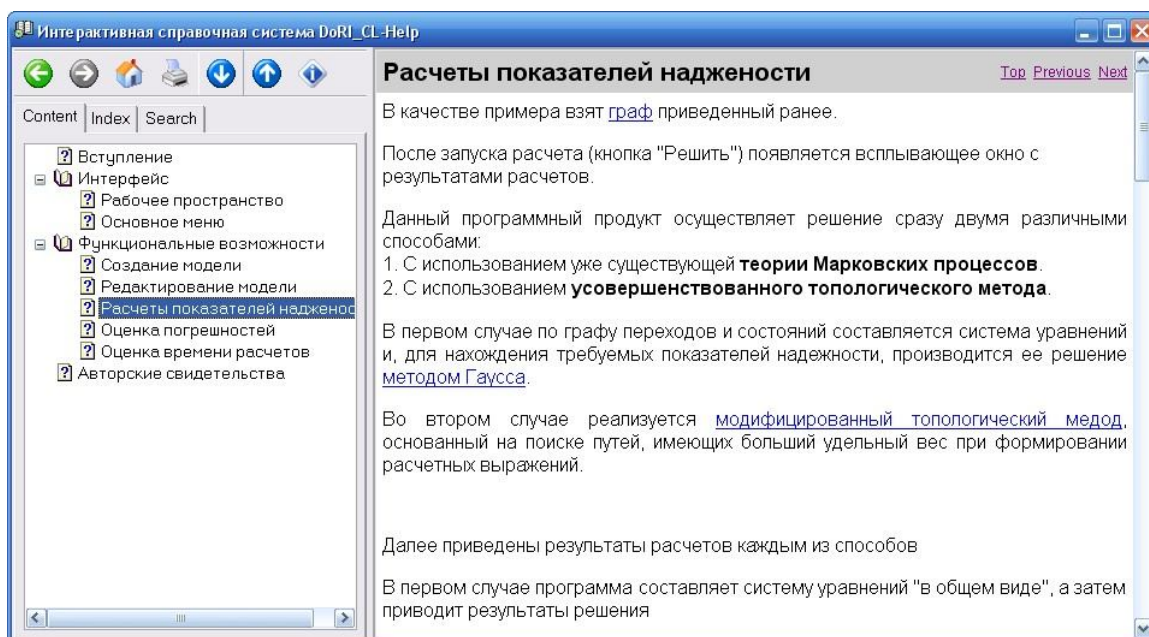 Интерактивная справочная система DoRI_CL-Help
Content Index Search
Вступление
Интерфейс
Рабочее пространство
Основное меню
Функциональные возможности
Создание модели
Редактирование модели
Расчеты показателей надженос
Оценка погрешностей
Оценка времени расчетов
Авторские свидетельства
Расчеты показателей наджености
Top Previous Next
В качестве примера взят граф приведенный ранее.
После запуска расчета (кнопка "Решить") появляется всплывающее окно с
результатами расчетов.
Данный программный продукт осуществляет решение сразу двумя различными
способами:
1. С использованием уже существующей теории Марковских процессов.
2. С использованием усовершенствованного топологического метода.
В первом случае по графу переходов и состояний составляется система уравнений
и, для нахождения требуемых показателей надежности, производится ее решение
методом Гаусса.
Во втором случае реализуется модифицированный топологический медод,
основанный на поиске путей, имеющих больший удельный вес при формировании
расчетных выражений.
Далее приведены результаты расчетов каждым из способов
В первом случае программа составляет систему уравнений "в общем виде", а затем
приводит результаты решения